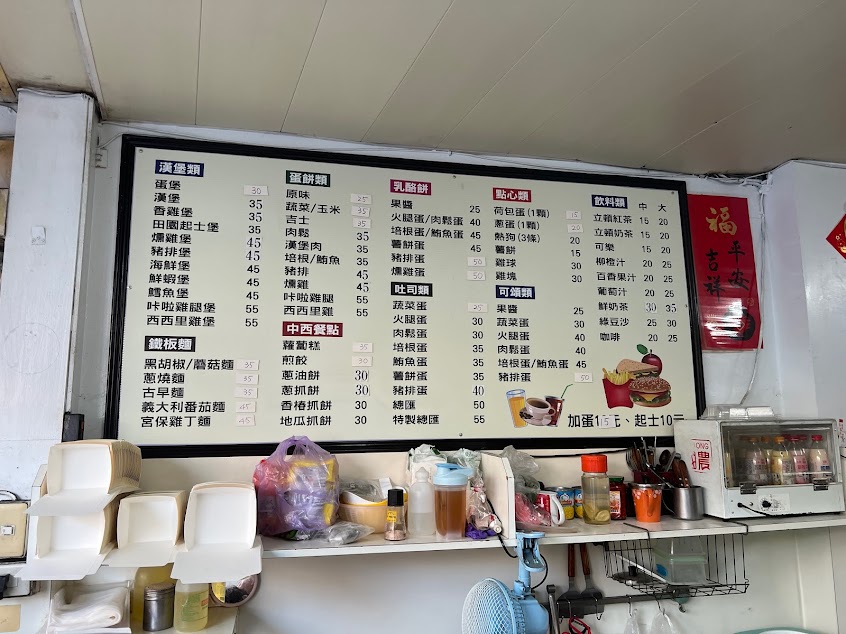 漢堡類
蛋堡 30
漢堡 35
香雞堡 35
田園起士堡 35
燻雞堡 45
豬排堡 45
海鮮堡 45
鮮蝦堡 45
鱈魚堡 45
咔啦雞腿堡 55
西西里雞堡 55
鐵板麵
黑胡椒/蘑菇麵 35
蔥燒麵 35
古早麵 35
義大利番茄麵 45
宮保雞丁麵 45
蛋餅類
原味 25
蔬菜/玉米 35
吉士 35
肉鬆 35
漢堡肉 35
培根/鮪魚 35
豬排 45
燻雞 45
咔啦雞腿 55
西西里雞 55
中西餐點
蘿蔔糕 35
煎餃 30
蔥油餅 30
蔥抓餅 30
香椿抓餅 30
地瓜抓餅 30
乳酪餅
果醬 25
火腿蛋/肉鬆蛋 40
培根蛋/鮪魚蛋 45
薯餅蛋 45
豬排蛋 50
燻雞蛋 50
吐司類
蔬菜蛋 25
火腿蛋 30
肉鬆蛋 30
培根蛋 35
鮪魚蛋 35
薯餅蛋 35
豬排蛋 40
總匯 50
特製總匯 55
點心類
荷包蛋(1顆) 15
蔥蛋(1顆) 20
熱狗(3條) 20
薯餅 15
雞球 30
雞塊 30
可頌類
果醬 25
蔬菜蛋 30
火腿蛋 40
肉鬆蛋 40
培根蛋/鮪魚蛋 45
豬排蛋 50
飲料類 中 大
立頓紅茶 15 20
立頓奶茶 15 20
可樂 15 20
柳橙汁 20 25
百香果汁 20 25
葡萄汁 20 25
鮮奶茶 30 35
綠豆沙 25 30
咖啡 20 25
加蛋15元、起士10元
福
平安
吉祥
TONG
農